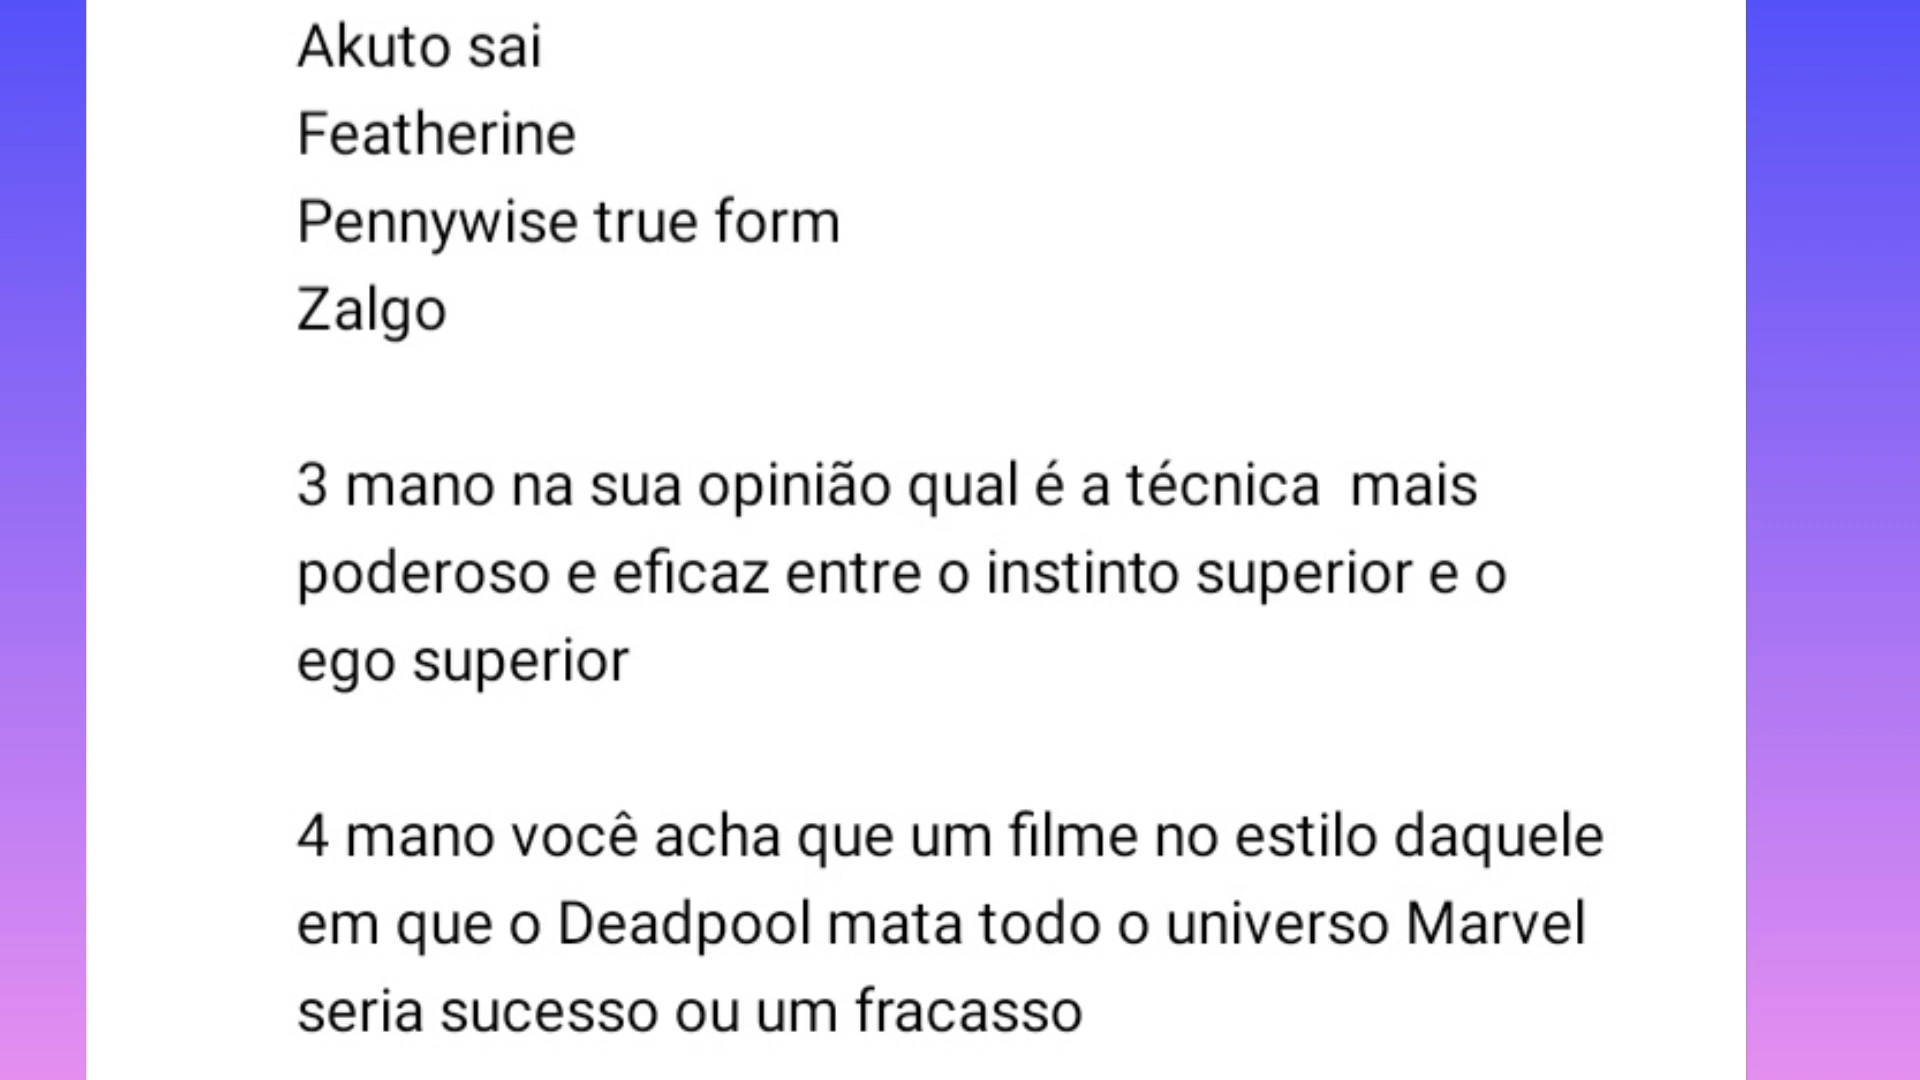 Akuto sai
Featherine
Pennywise true form
Zalgo
3 mano na sua opinião qual é a técnica  mais
poderoso e eficaz entre o instinto superior e o
ego superior
4 mano você acha que um filme no estilo daquele
em que o Deadpool mata todo o universo Marvel
seria sucesso ou um fracasso